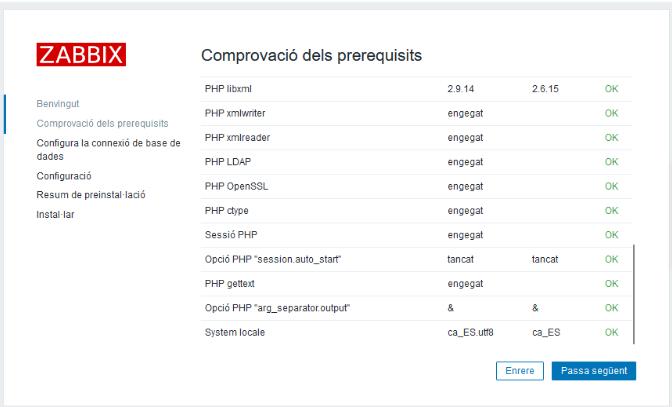 ZABBIX
Benvingut
Comprovació dels prerequisits
Configura la connexió de base de
dades
Configuració
Resum de preinstal·lació
Instal·lar
Comprovació dels prerequisits
PHP libxml 2.9.14 2.6.15 OK
PHP xmlwriter engegat OK
PHP xmlreader engegat OK
PHP LDAP engegat OK
PHP OpenSSL engegat OK
PHP ctype engegat OK
Sessió PHP engegat OK
Opció PHP "session.auto_start" tancat tancat OK
PHP gettext engegat OK
Opció PHP "arg_separator.output" & & OK
System locale ca_ES.utf8 ca_ES OK
Enrere Passa següent